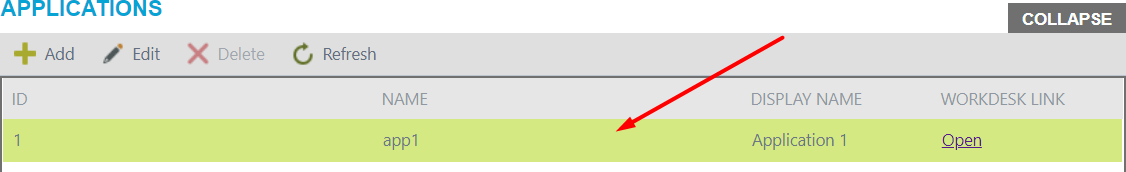 APPLICATIONS
COLLAPSE
Add Edit Delete Refresh
ID NAME DISPLAY NAME WORKDESK LINK
1 app1 Application 1 Open